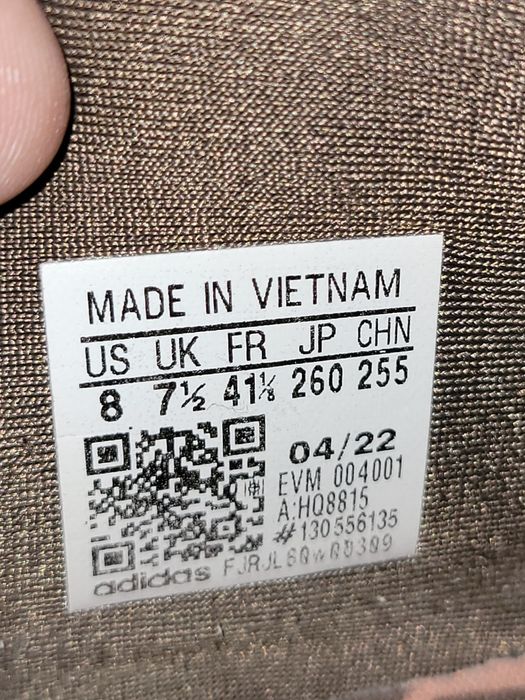 MADE IN VIETNAM
US UK FR JP CHN
8 7½ 41⅓ 260 255
04/22
EVM 004001
A:HQ8815
#130556135
adidas